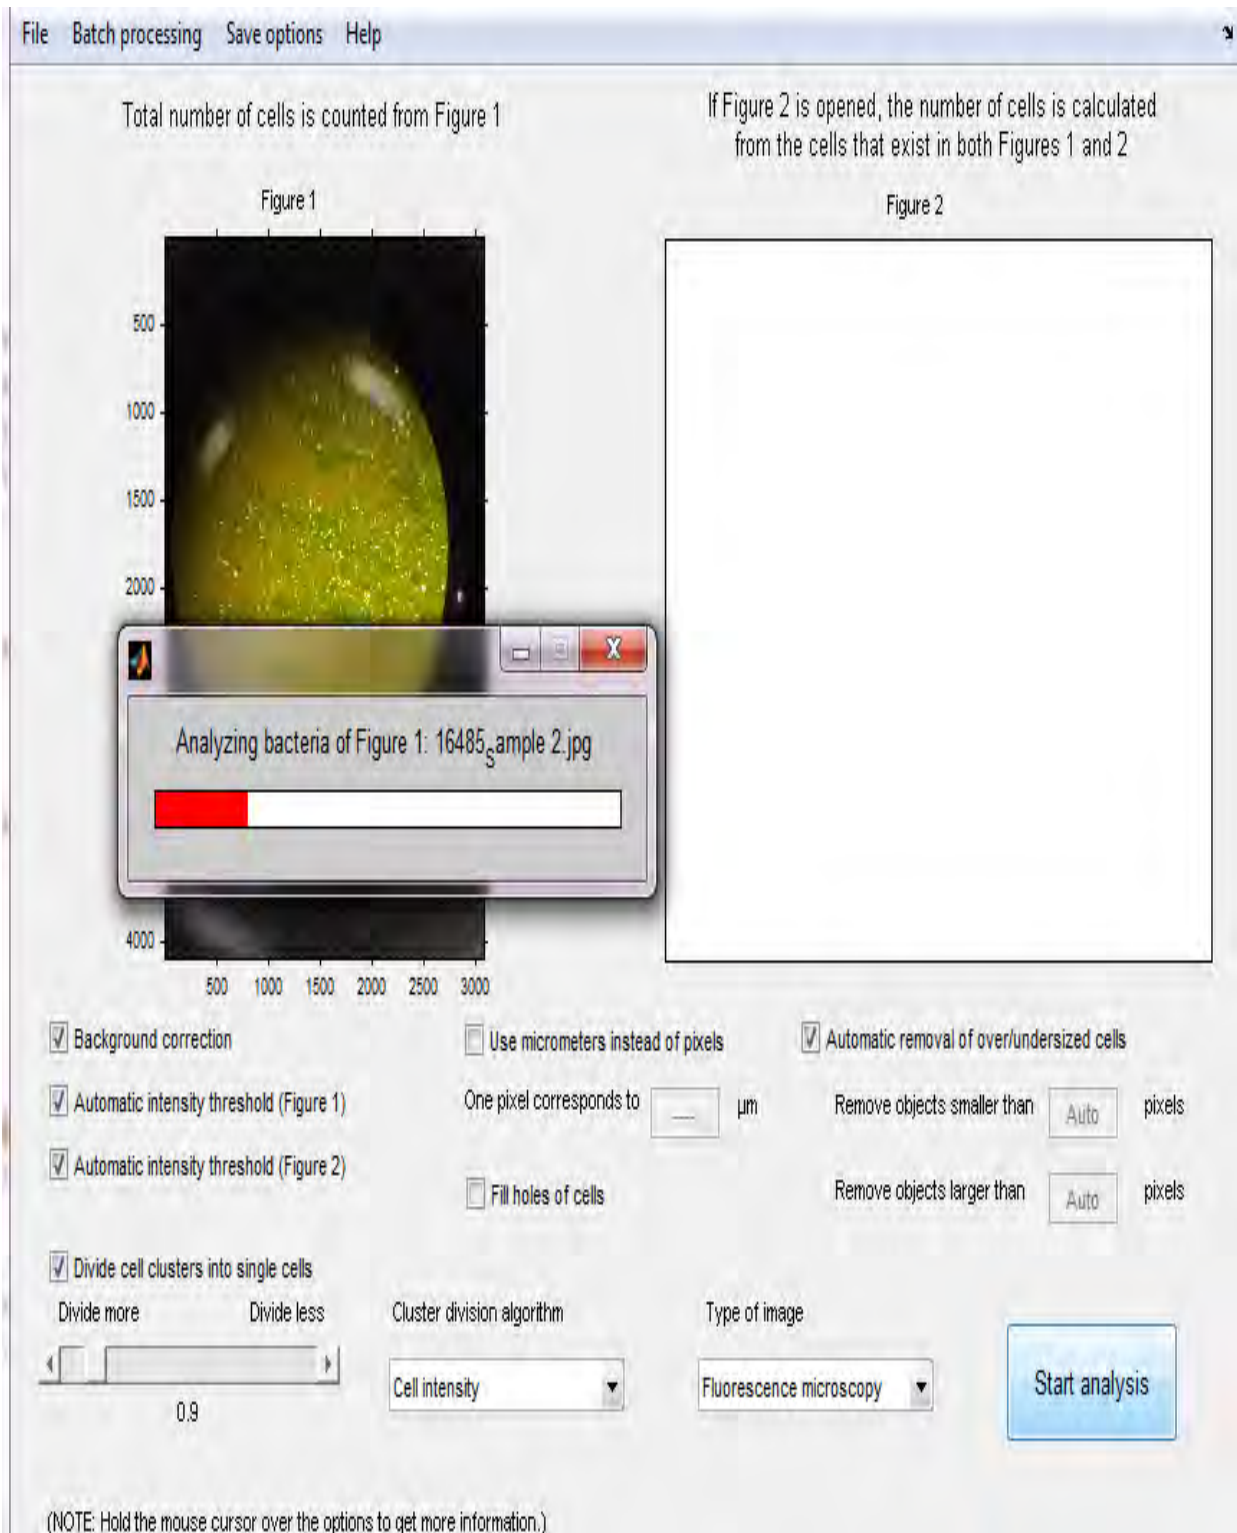 File Batch processing Save options Help
Total number of cells is counted from Figure 1
If Figure 2 is opened, the number of cells is calculated
from the cells that exist in both Figures 1 and 2
Figure 1
Figure 2
500
1000
1500
2000
4000
500 1000 1500 2000 2500 3000
X
Analyzing bacteria of Figure 1: 16485sample 2.jpg
Background correction
Use micrometers instead of pixels
Automatic removal of over/undersized cells
Automatic intensity threshold (Figure 1)
One pixel corresponds to __ µm
Remove objects smaller than Auto pixels
Automatic intensity threshold (Figure 2)
Fill holes of cells
Remove objects larger than Auto pixels
Divide cell clusters into single cells
Divide more Divide less
Cluster division algorithm
Type of image
Cell intensity
Fluorescence microscopy
Start analysis
0.9
(NOTE: Hold the mouse cursor over the options to get more information.)